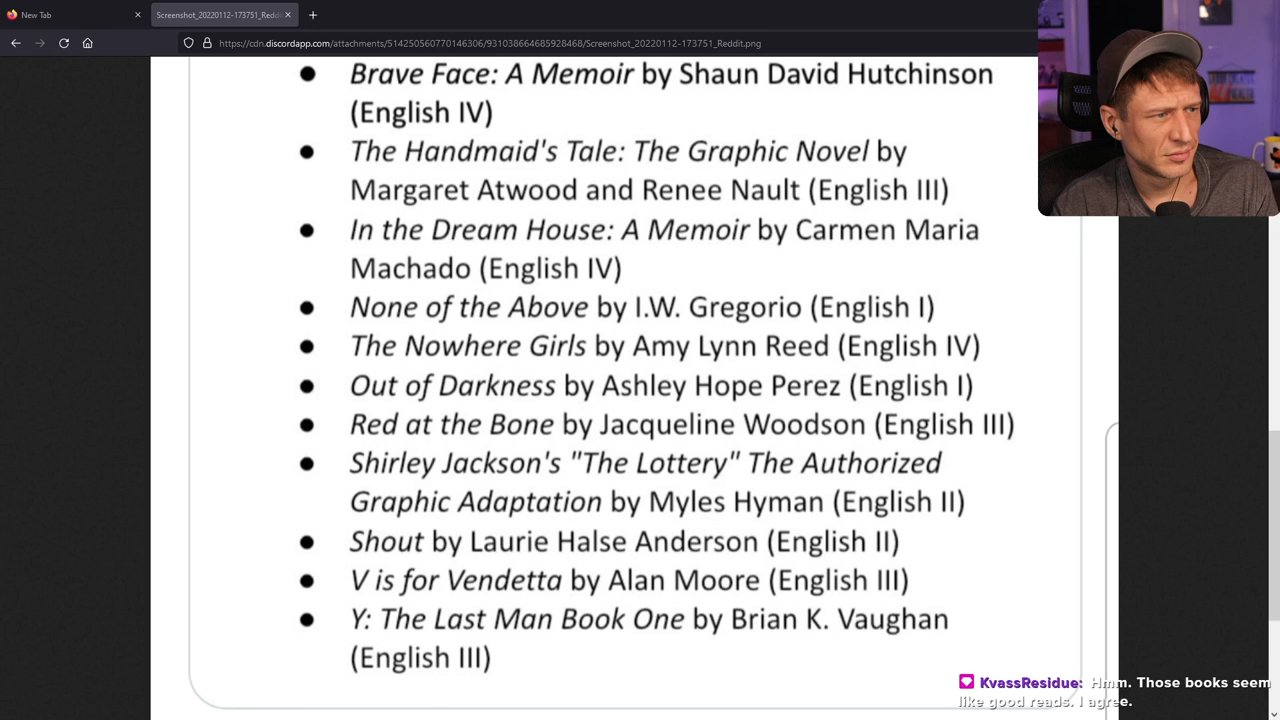 New Tab
Screenshot_20220112-173751_Reddi
https://cdn.discordapp.com/attachments/514250560770146306/931038664685928468/Screenshot_20220112-173751_Reddit.png
Brave Face: A Memoir by Shaun David Hutchinson
(English IV)
The Handmaid's Tale: The Graphic Novel by
Margaret Atwood and Renee Nault (English III)
In the Dream House: A Memoir by Carmen Maria
Machado (English IV)
None of the Above by I.W. Gregorio (English I)
The Nowhere Girls by Amy Lynn Reed (English IV)
Out of Darkness by Ashley Hope Perez (English I)
Red at the Bone by Jacqueline Woodson (English III)
Shirley Jackson's "The Lottery" The Authorized
Graphic Adaptation by Myles Hyman (English II)
Shout by Laurie Halse Anderson (English II)
V is for Vendetta by Alan Moore (English III)
Y: The Last Man Book One by Brian K. Vaughan
(English III)
KvassResidue: Hmm. Those books seem
like good reads. I agree.